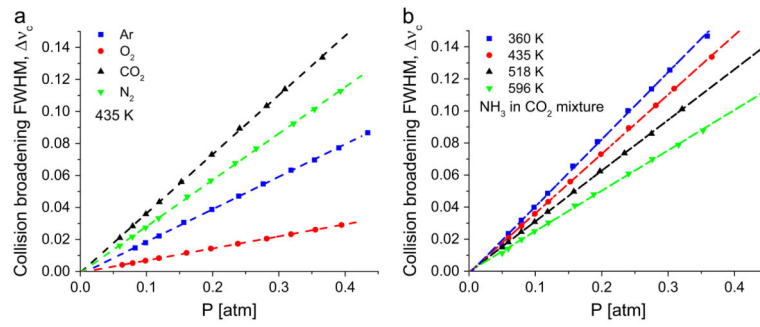 a
Collision broadening FWHM, Δν_c
0.14
0.12
0.10
0.08
0.06
0.04
0.02
0.00
Ar
O₂
CO₂
N₂
435 K
0.0 0.1 0.2 0.3 0.4
P [atm]
b
Collision broadening FWHM, Δν_c
0.14
0.12
0.10
0.08
0.06
0.04
0.02
0.00
360 K
435 K
518 K
596 K
NH₃ in CO₂ mixture
0.0 0.1 0.2 0.3 0.4
P [atm]